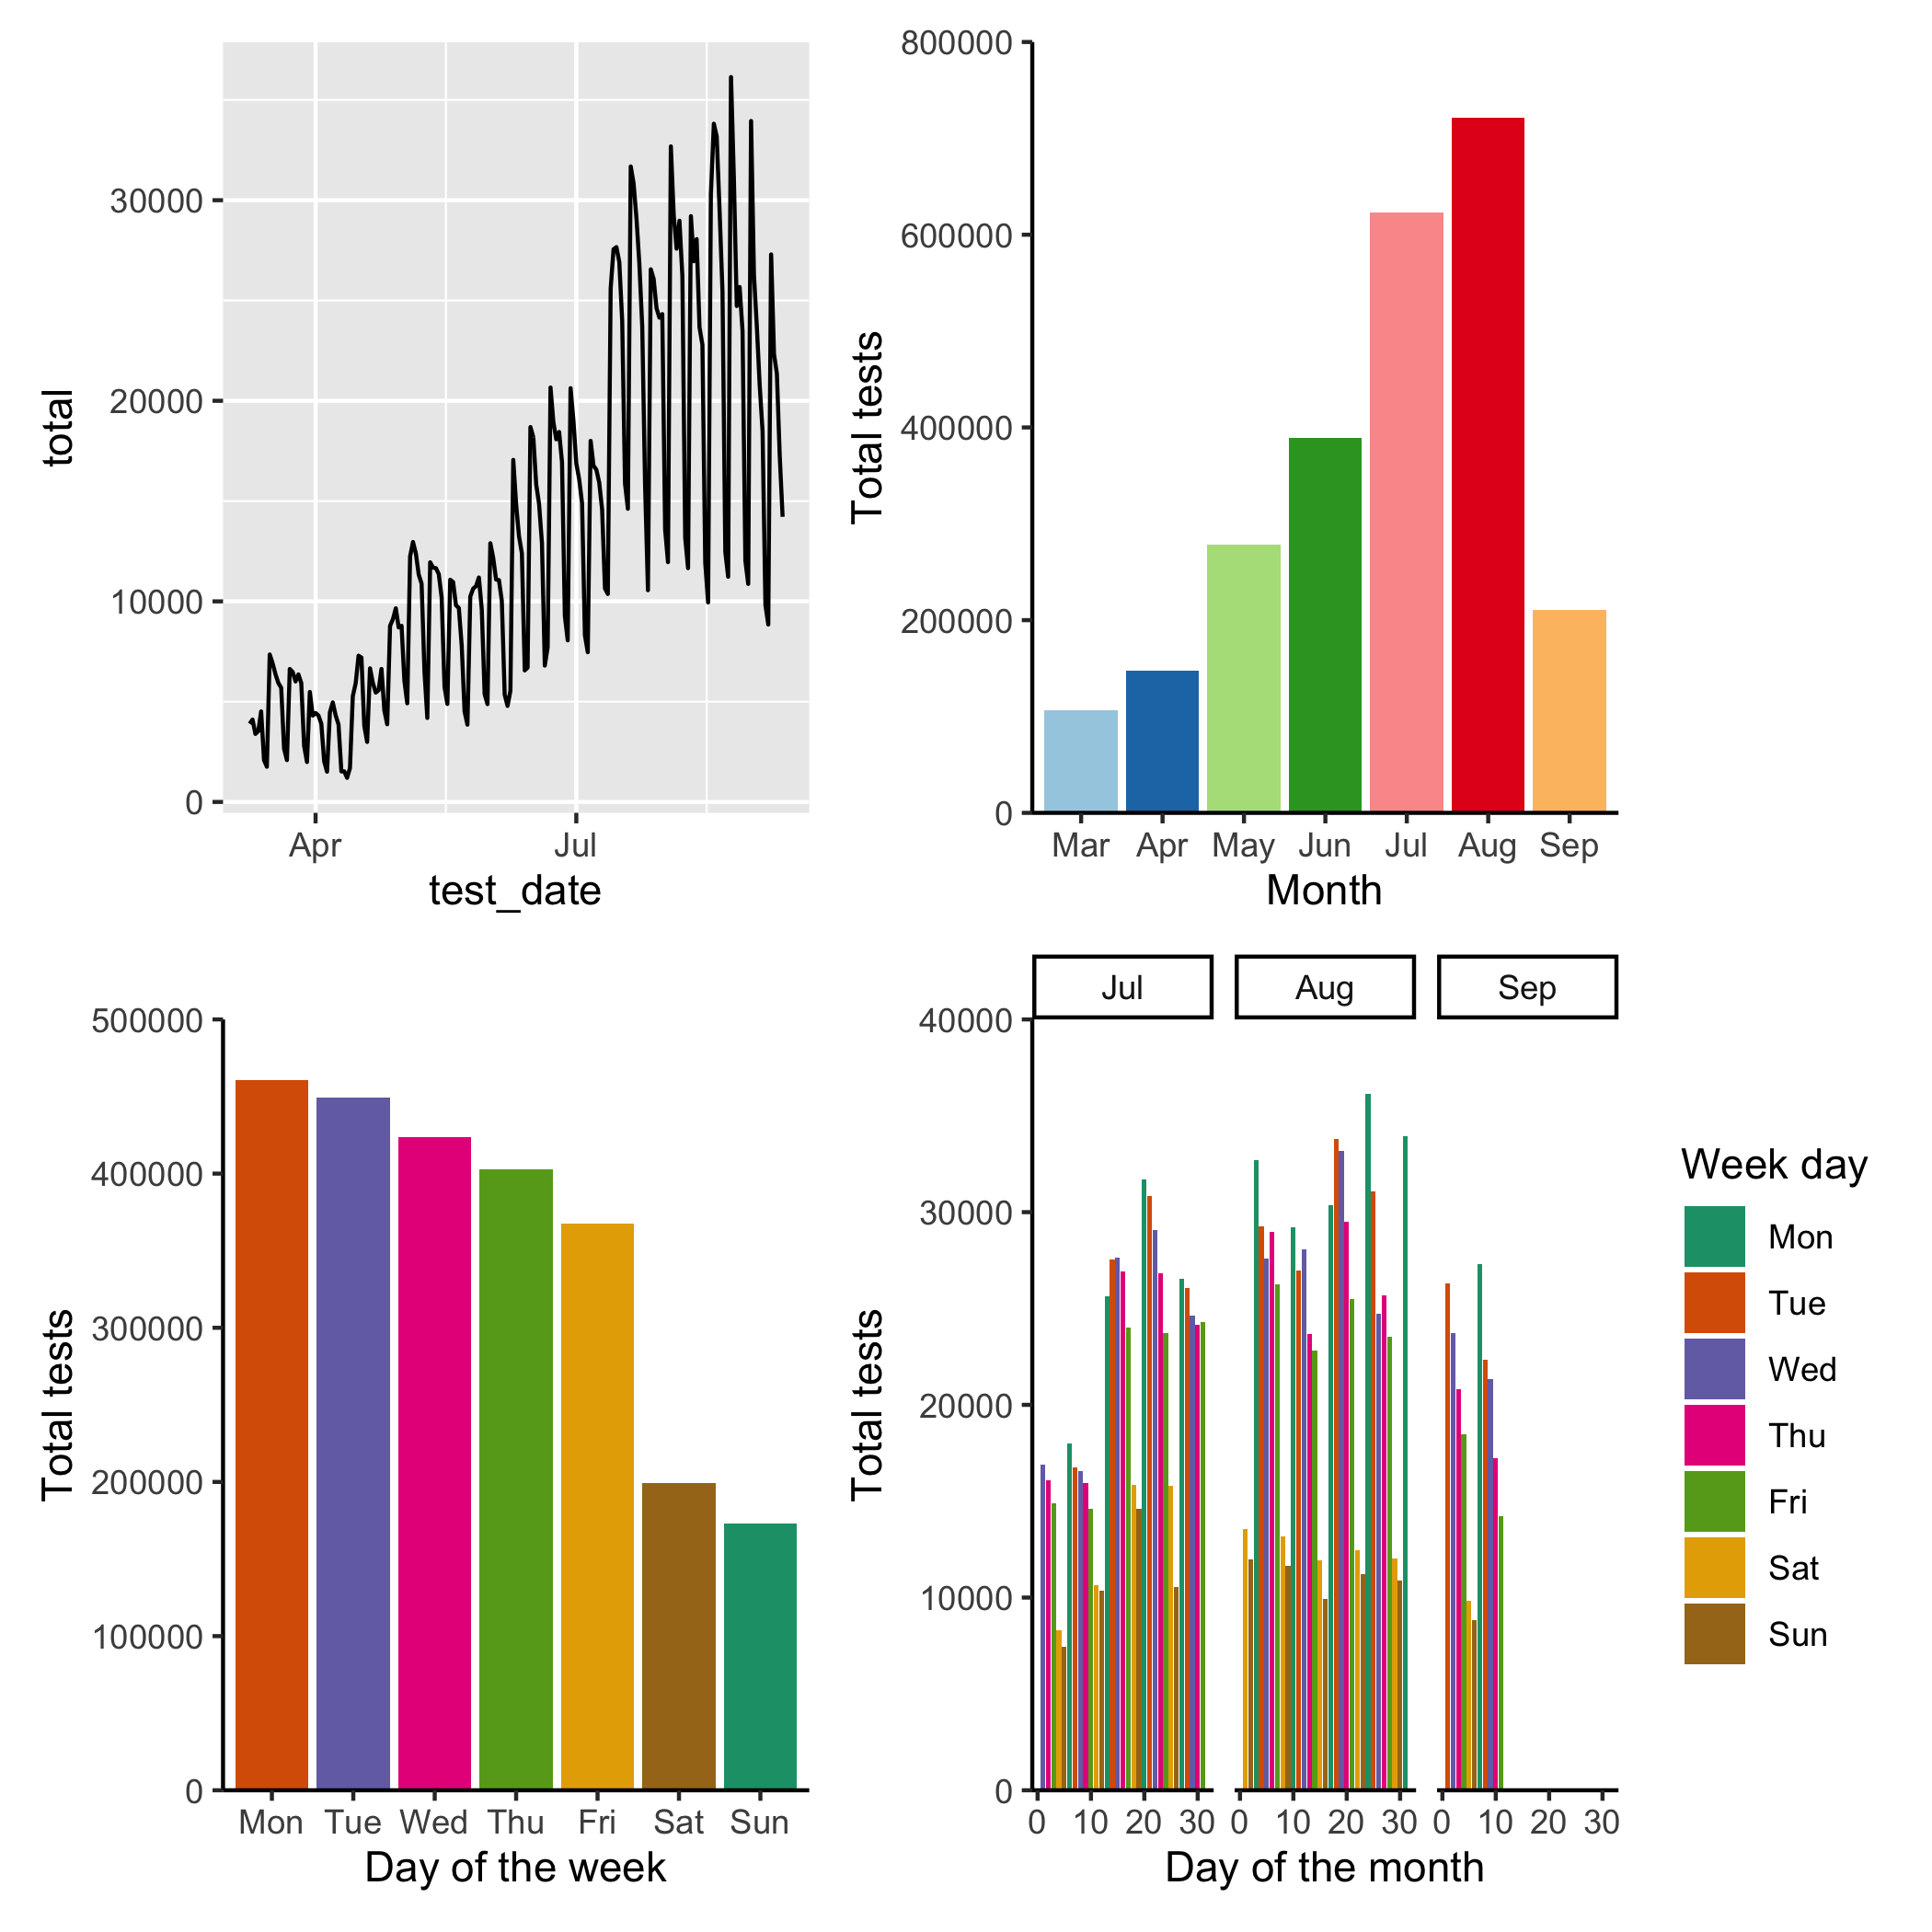 total
30000
20000
10000
0
Apr Jul
test_date
Total tests
800000
600000
400000
200000
0
Mar Apr May Jun Jul Aug Sep
Month
Total tests
500000
400000
300000
200000
100000
0
Mon Tue Wed Thu Fri Sat Sun
Day of the week
Total tests
Jul Aug Sep
40000
30000
20000
10000
0
0 10 20 30 0 10 20 30 0 10 20 30
Day of the month
Week day
Mon
Tue
Wed
Thu
Fri
Sat
Sun